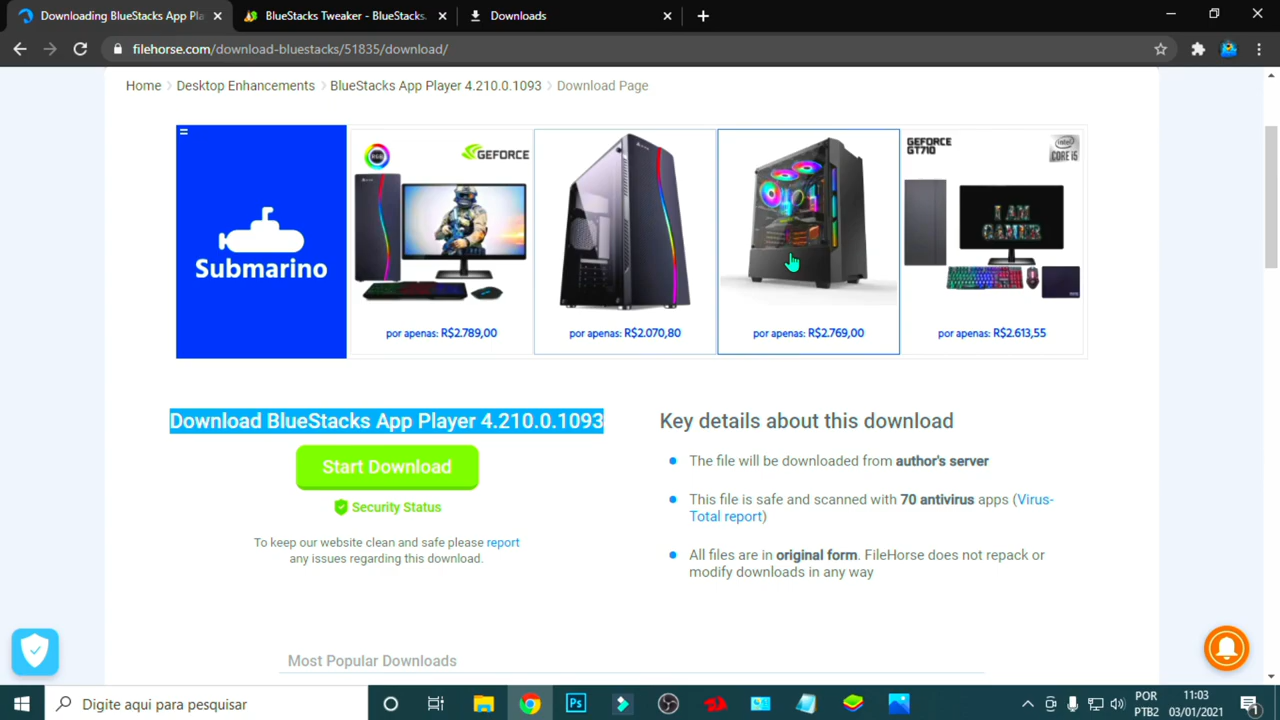 Downloading BlueStacks App Pla
BlueStacks Tweaker - BlueStacks.
Downloads
filehorse.com/download-bluestacks/51835/download/
Home > Desktop Enhancements > BlueStacks App Player 4.210.0.1093 > Download Page
Submarino
RGB
GEFORCE
por apenas: R$2.789,00
por apenas: R$2.070,80
por apenas: R$2.769,00
GEFORCE
GT710
intel
CORE i5
I AM
GAMER
por apenas: R$2.613,55
Download BlueStacks App Player 4.210.0.1093
Start Download
Security Status
To keep our website clean and safe please report
any issues regarding this download.
Key details about this download
The file will be downloaded from author's server
This file is safe and scanned with 70 antivirus apps (Virus-
Total report)
All files are in original form. FileHorse does not repack or
modify downloads in any way
Most Popular Downloads
Digite aqui para pesquisar
Ps
POR
PTB2
11:03
03/01/2021
1